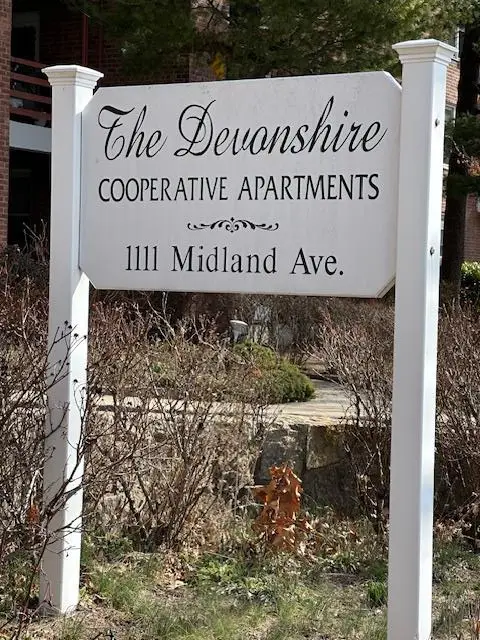 The Devonshire
COOPERATIVE APARTMENTS
1111 Midland Ave.